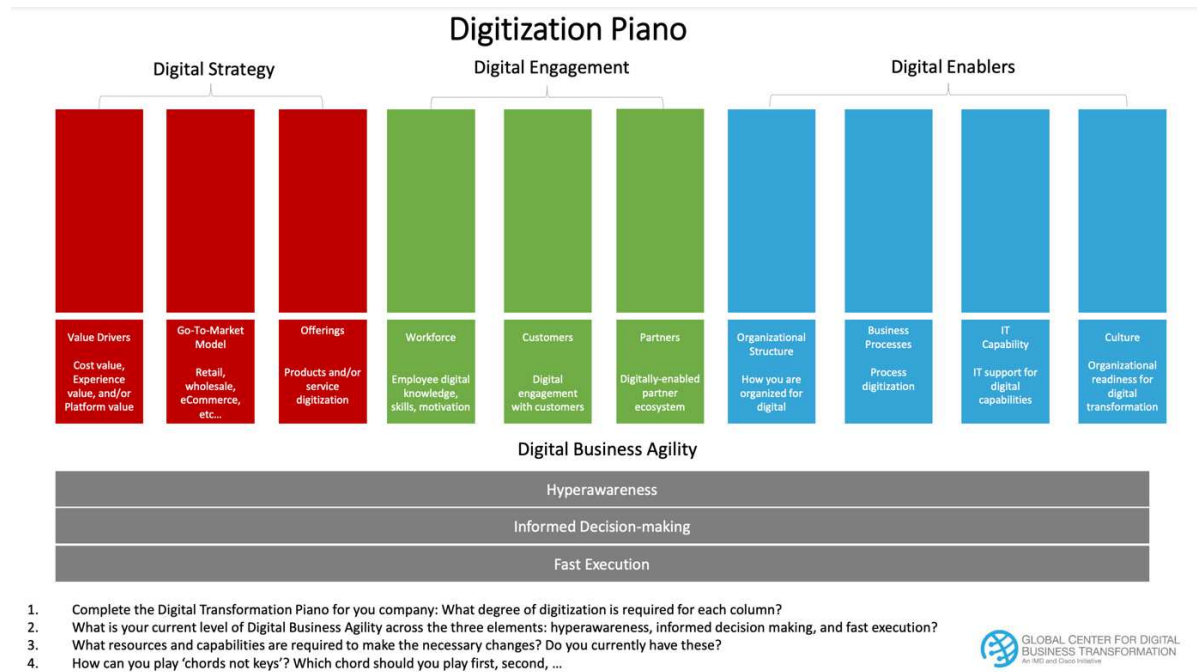 Digitization Piano
Digital Strategy
Digital Engagement
Digital Enablers
Value Drivers
Cost value,
Experience
value, and/or
Platform value
Go-To-Market
Model
Retail,
wholesale,
eCommerce,
etc…
Offerings
Products and/or
service
digitization
Workforce
Employee digital
knowledge,
skills, motivation
Customers
Digital
engagement
with customers
Partners
Digitally-enabled
partner
ecosystem
Organizational
Structure
How you are
organized for
digital
Business
Processes
Process
digitization
IT
Capability
IT support for
digital
capabilities
Culture
Organizational
readiness for
digital
transformation
Digital Business Agility
Hyperawareness
Informed Decision-making
Fast Execution
1. Complete the Digital Transformation Piano for you company: What degree of digitization is required for each column?
2. What is your current level of Digital Business Agility across the three elements: hyperawareness, informed decision making, and fast execution?
3. What resources and capabilities are required to make the necessary changes? Do you currently have these?
4. How can you play ‘chords not keys’? Which chord should you play first, second, …
GLOBAL CENTER FOR DIGITAL
BUSINESS TRANSFORMATION
An IMD and Cisco Initiative